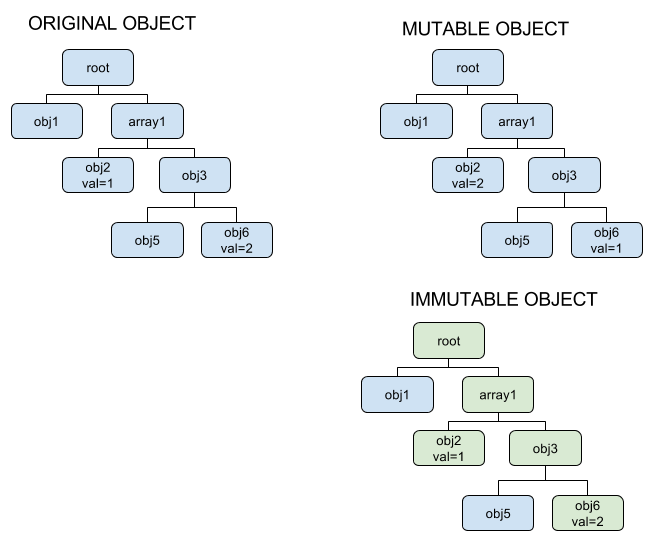 ORIGINAL OBJECT
root
obj1
array1
obj2
val=1
obj3
obj5
obj6
val=2
MUTABLE OBJECT
root
obj1
array1
obj2
val=2
obj3
obj5
obj6
val=1
IMMUTABLE OBJECT
root
obj1
array1
obj2
val=1
obj3
obj5
obj6
val=2